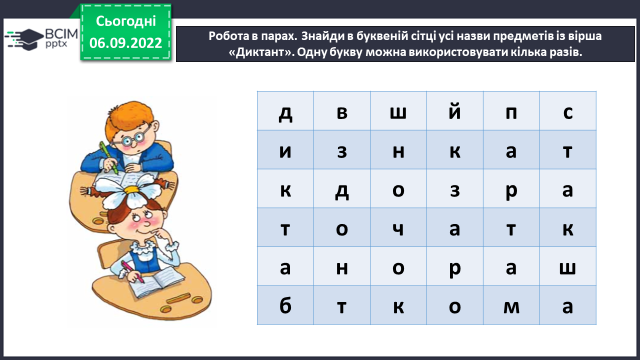 Сьогодні
06.09.2022
BCIM
pptx
Робота в парах. Знайди в буквеній сітці усі назви предметів із вірша
«Диктант». Одну букву можна використовувати кілька разів.
д в ш й п с
и з н к а т
к д о з р а
т о ч а т к
а н о р а ш
б т к о м а